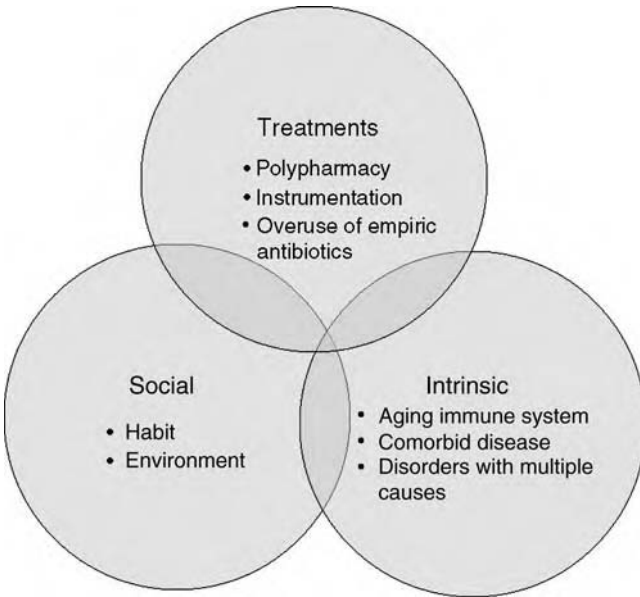 Treatments
• Polypharmacy
• Instrumentation
• Overuse of empiric
antibiotics
Social
• Habit
• Environment
Intrinsic
• Aging immune system
• Comorbid disease
• Disorders with multiple
causes